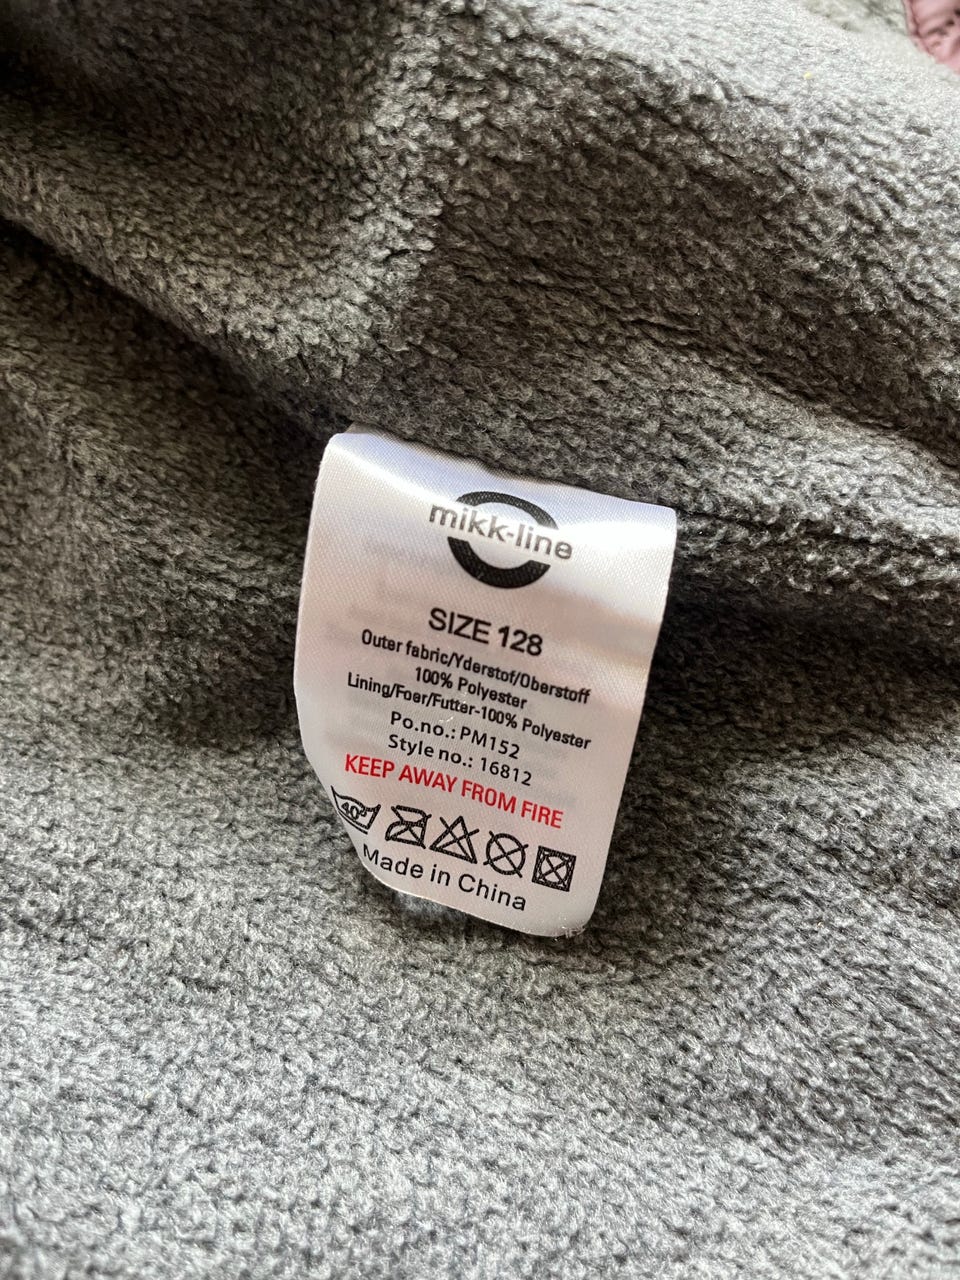 mikk-line
SIZE 128
Outer fabric/Yderstof/Oberstoff
100% Polyester
Lining/Foer/Futter-100% Polyester
Po.no.: PM152
Style no.: 16812
KEEP AWAY FROM FIRE
40°
Made in China